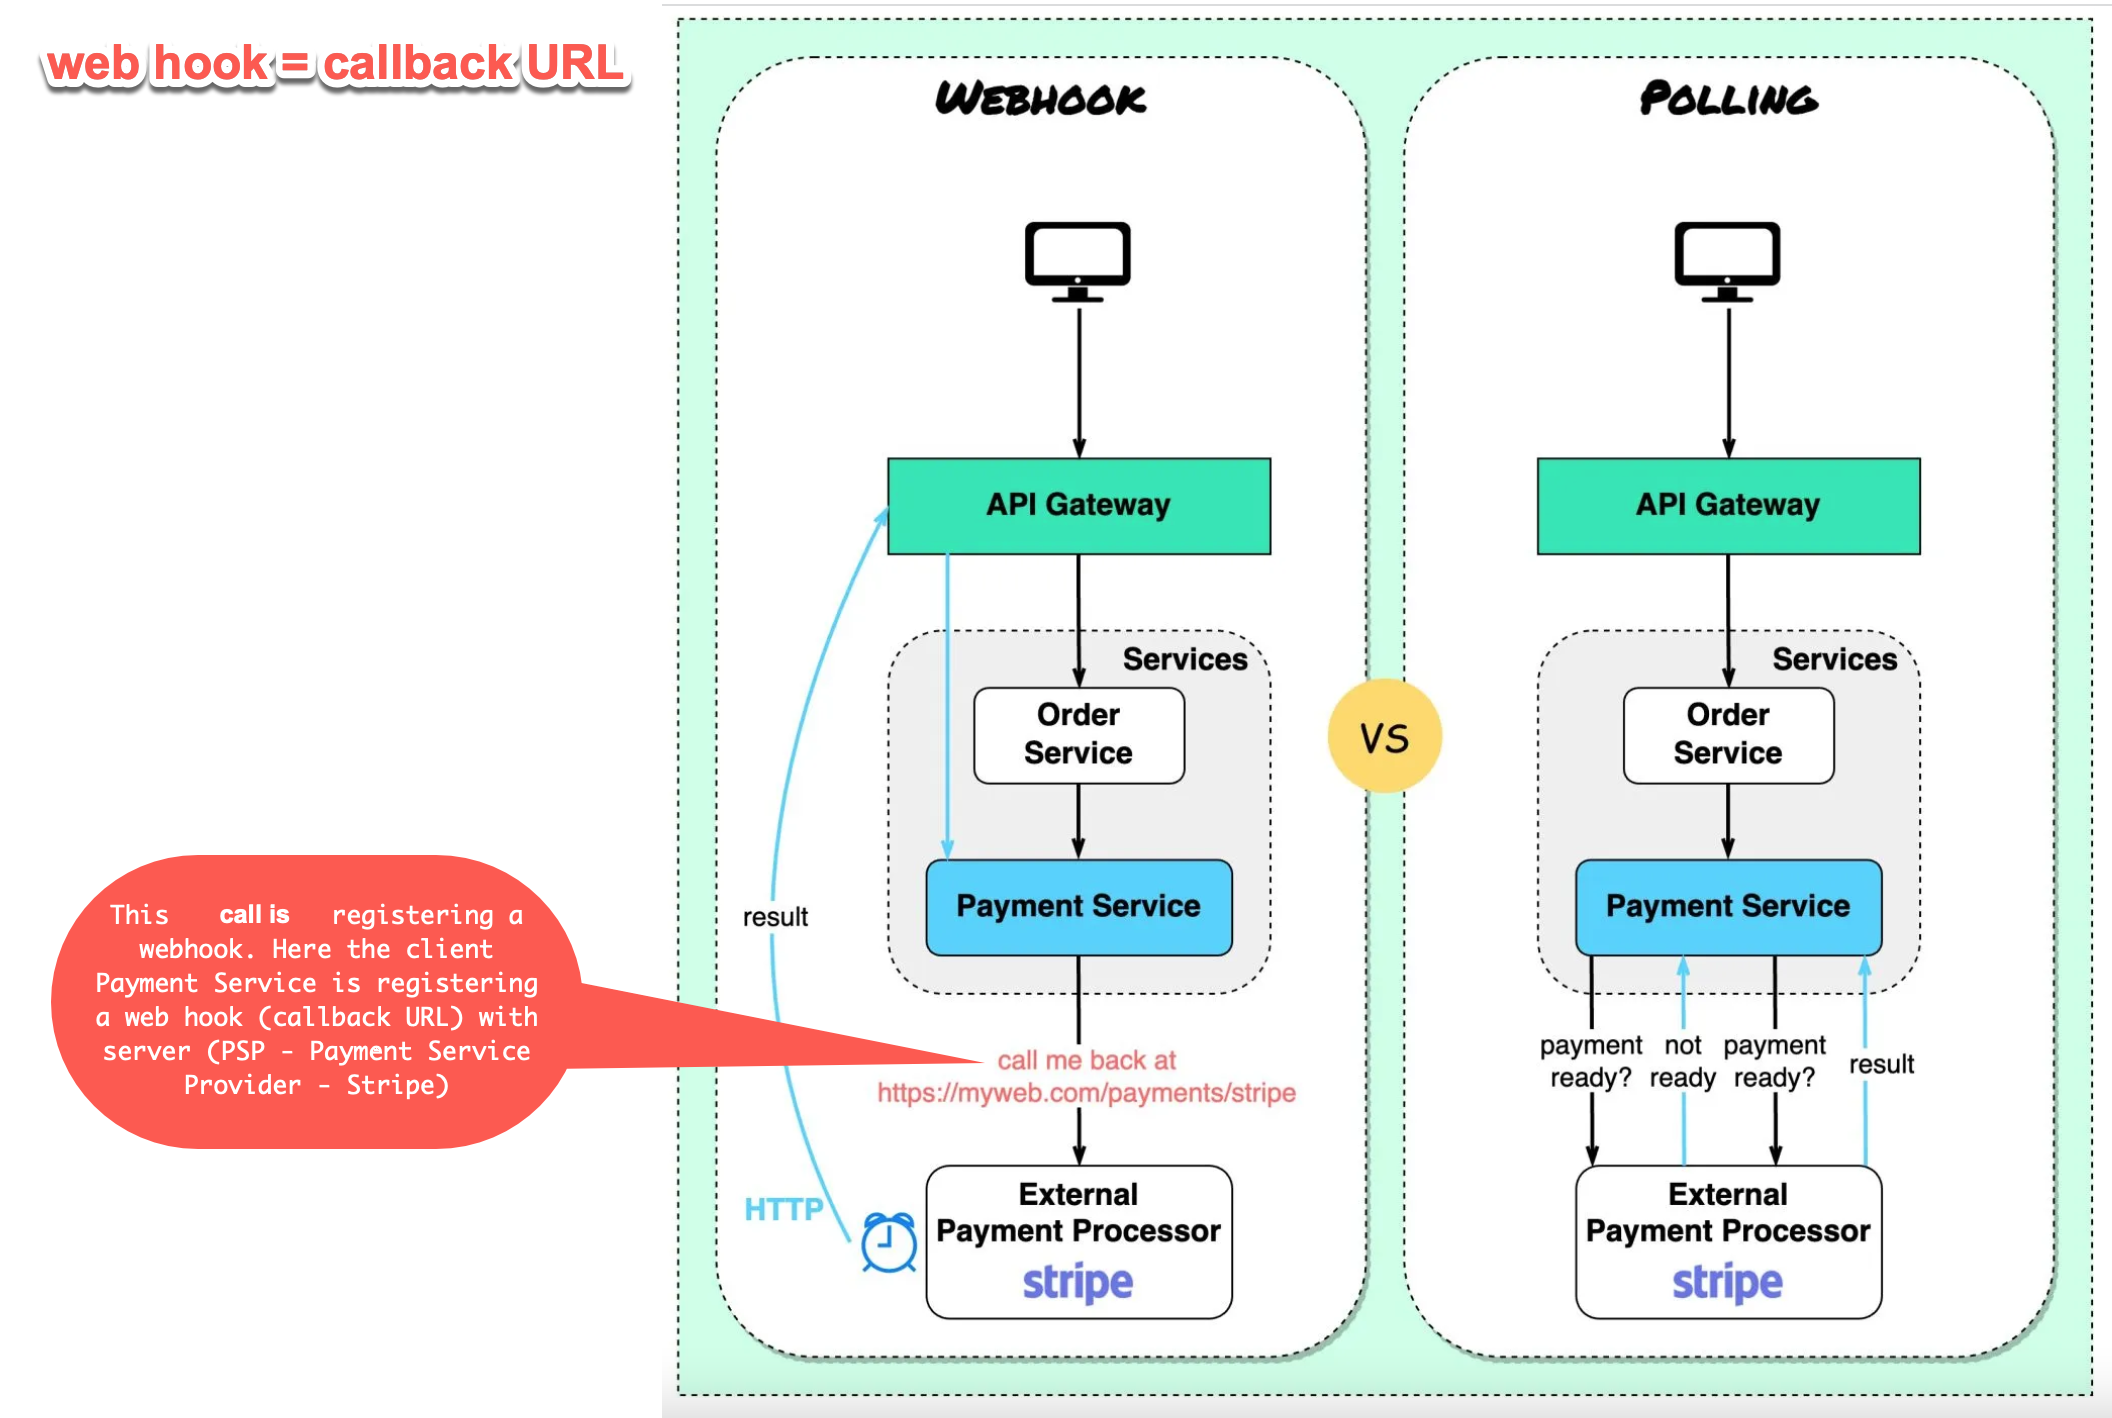 web hook = callback URL
WEBHOOK
API Gateway
Services
Order
Service
Payment Service
result
This call is registering a
webhook. Here the client
Payment Service is registering
a web hook (callback URL) with
server (PSP - Payment Service
Provider - Stripe)
call me back at
https://myweb.com/payments/stripe
HTTP
External
Payment Processor
stripe
VS
POLLING
API Gateway
Services
Order
Service
Payment Service
payment
ready?
not
ready
payment
ready?
result
External
Payment Processor
stripe